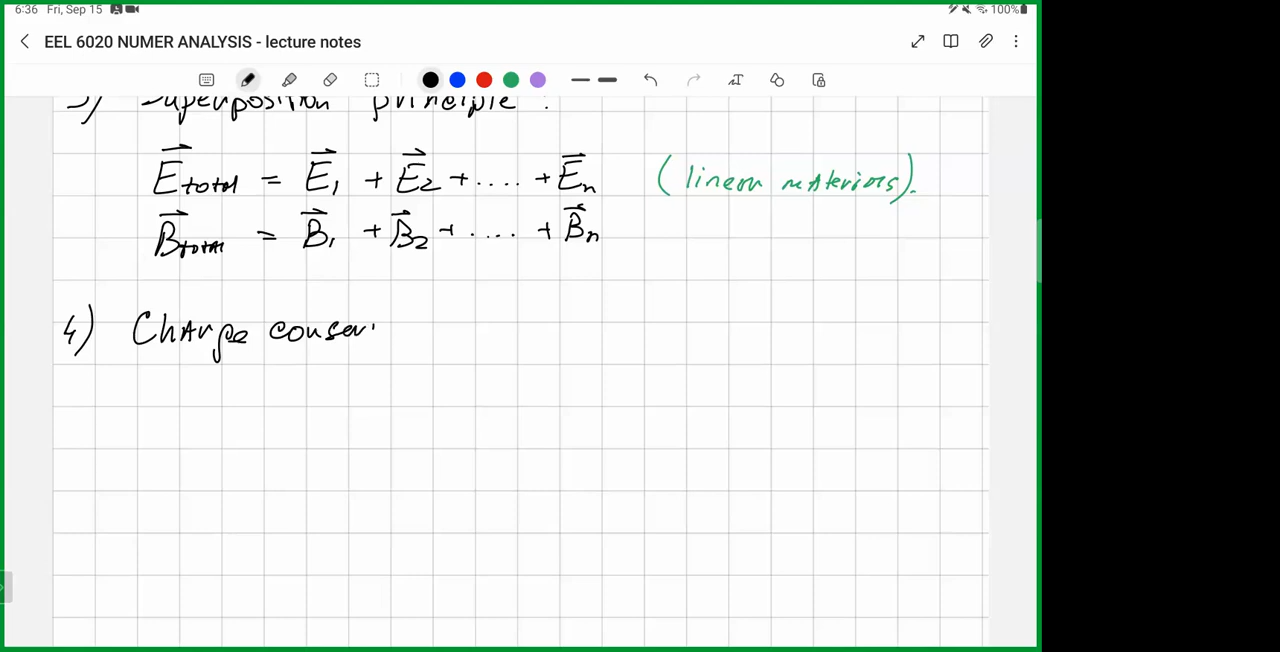 6:36 Fri, Sep 15 100%
EEL 6020 NUMER ANALYSIS - lecture notes
3) Superposition principle :
E⃗total = E⃗1 + E⃗2 + .... + E⃗n (linear materials).
B⃗total = B⃗1 + B⃗2 + .... + B⃗n
4) Charge conser